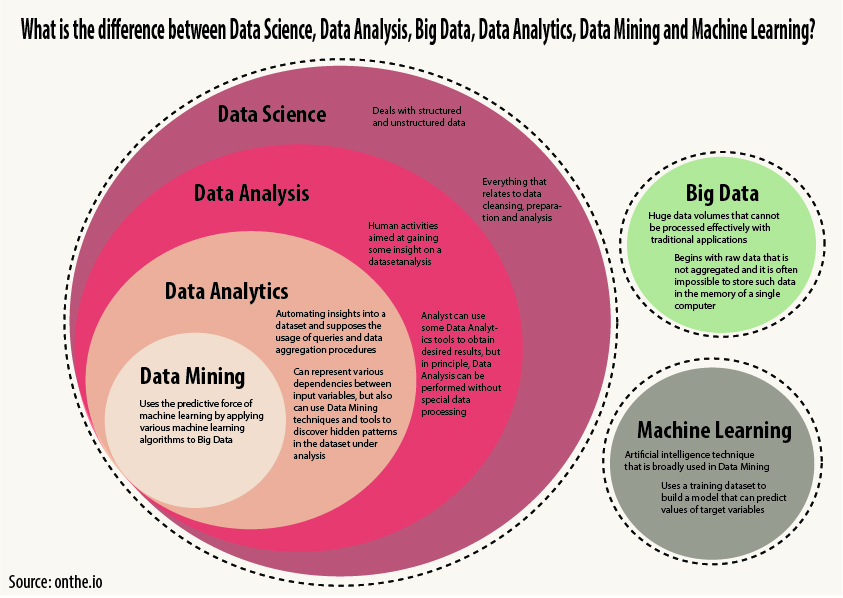 What is the difference between Data Science, Data Analysis, Big Data, Data Analytics, Data Mining and Machine Learning?
Data Science
Deals with structured
and unstructured data
Everything that
relates to data
cleansing, prepara-
tion and analysis
Data Analysis
Human activities
aimed at gaining
some insight on a
datasetanalysis
Analyst can use
some Data Analyt-
ics tools to obtain
desired results, but
in principle, Data
Analysis can be
performed without
special data
processing
Data Analytics
Automating insights into a
dataset and supposes the
usage of queries and data
aggregation procedures
Can represent various
dependencies between
input variables, but also
can use Data Mining
techniques and tools to
discover hidden patterns
in the dataset under
analysis
Data Mining
Uses the predictive force of
machine learning by applying
various machine learning
algorithms to Big Data
Big Data
Huge data volumes that cannot
be processed effectively with
traditional applications
Begins with raw data that is
not aggregated and it is often
impossible to store such data
in the memory of a single
computer
Machine Learning
Artificial intelligence technique
that is broadly used in Data Mining
Uses a training dataset to
build a model that can predict
values of target variables
Source: onthe.io